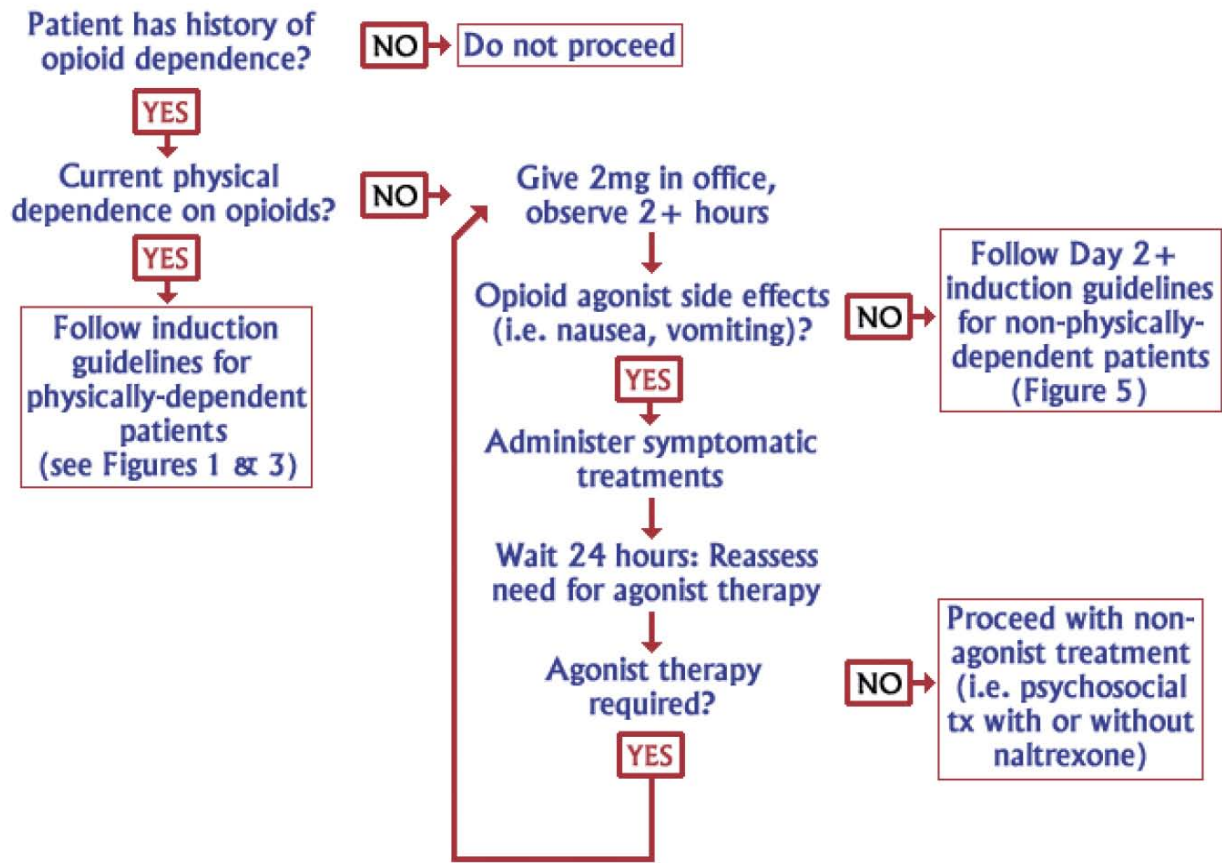 Patient has history of
opioid dependence?
NO
Do not proceed
YES
Current physical
dependence on opioids?
NO
Give 2mg in office,
observe 2+ hours
YES
Follow induction
guidelines for
physically-dependent
patients
(see Figures 1 & 3)
Opioid agonist side effects
(i.e. nausea, vomiting)?
NO
Follow Day 2+
induction guidelines
for non-physically-
dependent patients
(Figure 5)
YES
Administer symptomatic
treatments
Wait 24 hours: Reassess
need for agonist therapy
Agonist therapy
required?
NO
Proceed with non-
agonist treatment
(i.e. psychosocial
tx with or without
naltrexone)
YES